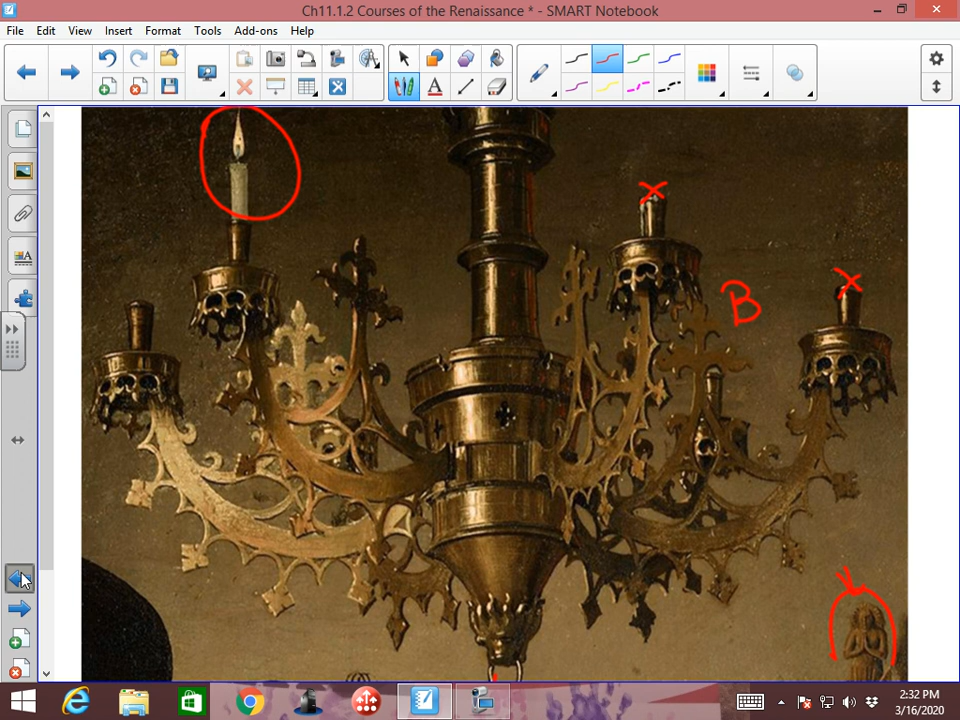 Ch11.1.2 Courses of the Renaissance * - SMART Notebook
File Edit View Insert Format Tools Add-ons Help
B
2:32 PM
3/16/2020